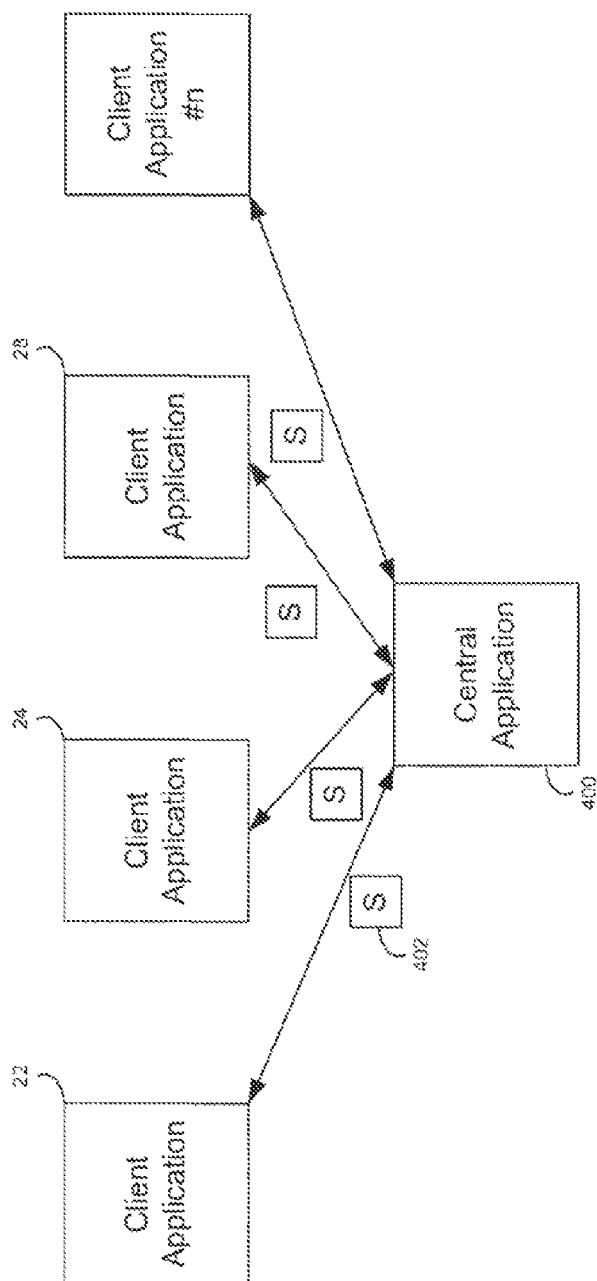 22
Client
Application
24
Client
Application
28
Client
Application
Client
Application
#n
S
402
S
S
S
Central
Application
400